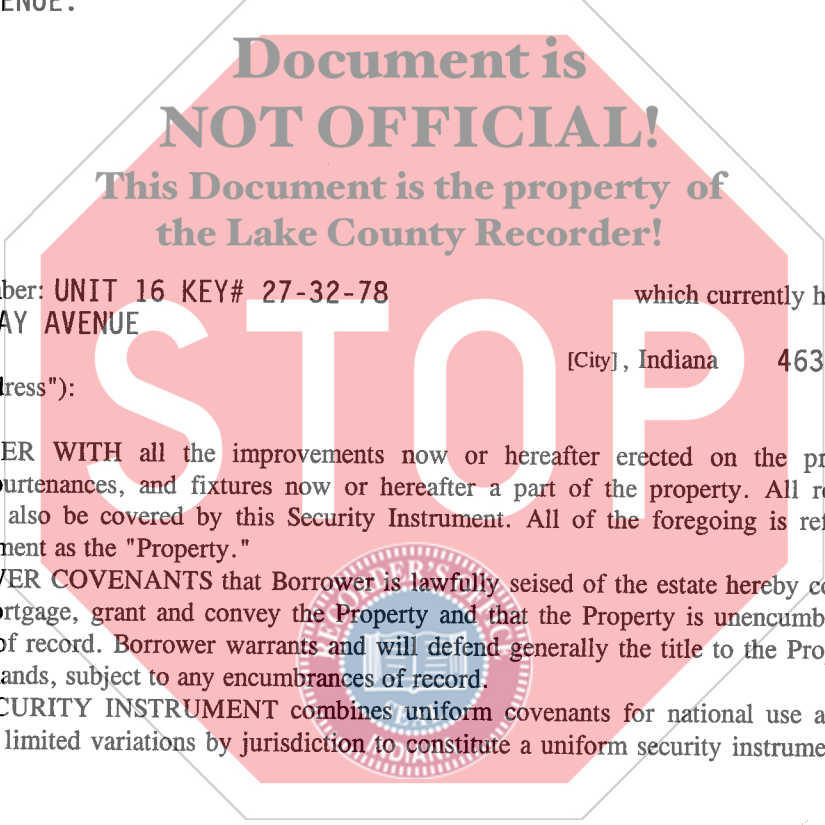 ENUE.
Document is
NOT OFFICIAL!
This Document is the property of
the Lake County Recorder!
ber: UNIT 16 KEY# 27-32-78 which currently h
AY AVENUE
[City], Indiana 463
dress"):
STOP
ER WITH all the improvements now or hereafter erected on the pr
ourtenances, and fixtures now or hereafter a part of the property. All re
also be covered by this Security Instrument. All of the foregoing is ref
ment as the "Property."
VER COVENANTS that Borrower is lawfully seised of the estate hereby co
ortgage, grant and convey the Property and that the Property is unencumb
of record. Borrower warrants and will defend generally the title to the Pro
ands, subject to any encumbrances of record.
CURITY INSTRUMENT combines uniform covenants for national use a
limited variations by jurisdiction to constitute a uniform security instrume
SEAL
INDIANA